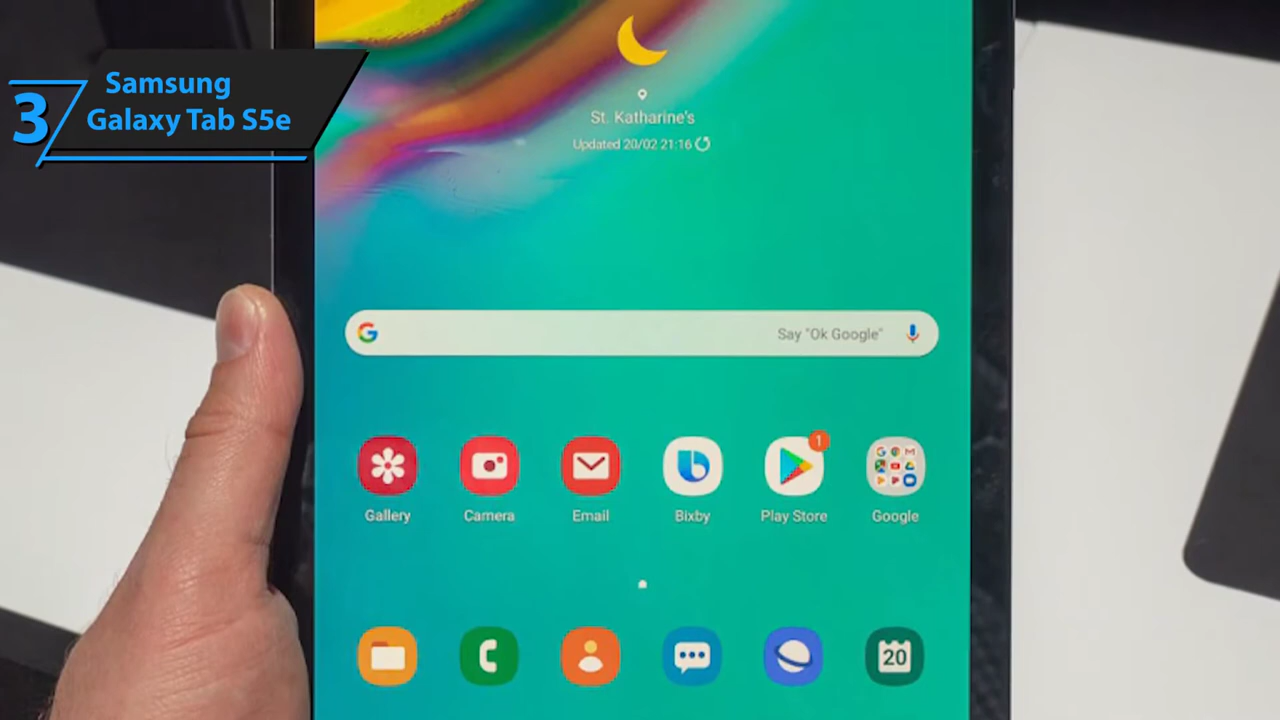 3
Samsung
Galaxy Tab S5e
St. Katharine's
Updated 20/02 21:16
G Say "Ok Google"
1
Gallery Camera Email Bixby Play Store Google
20